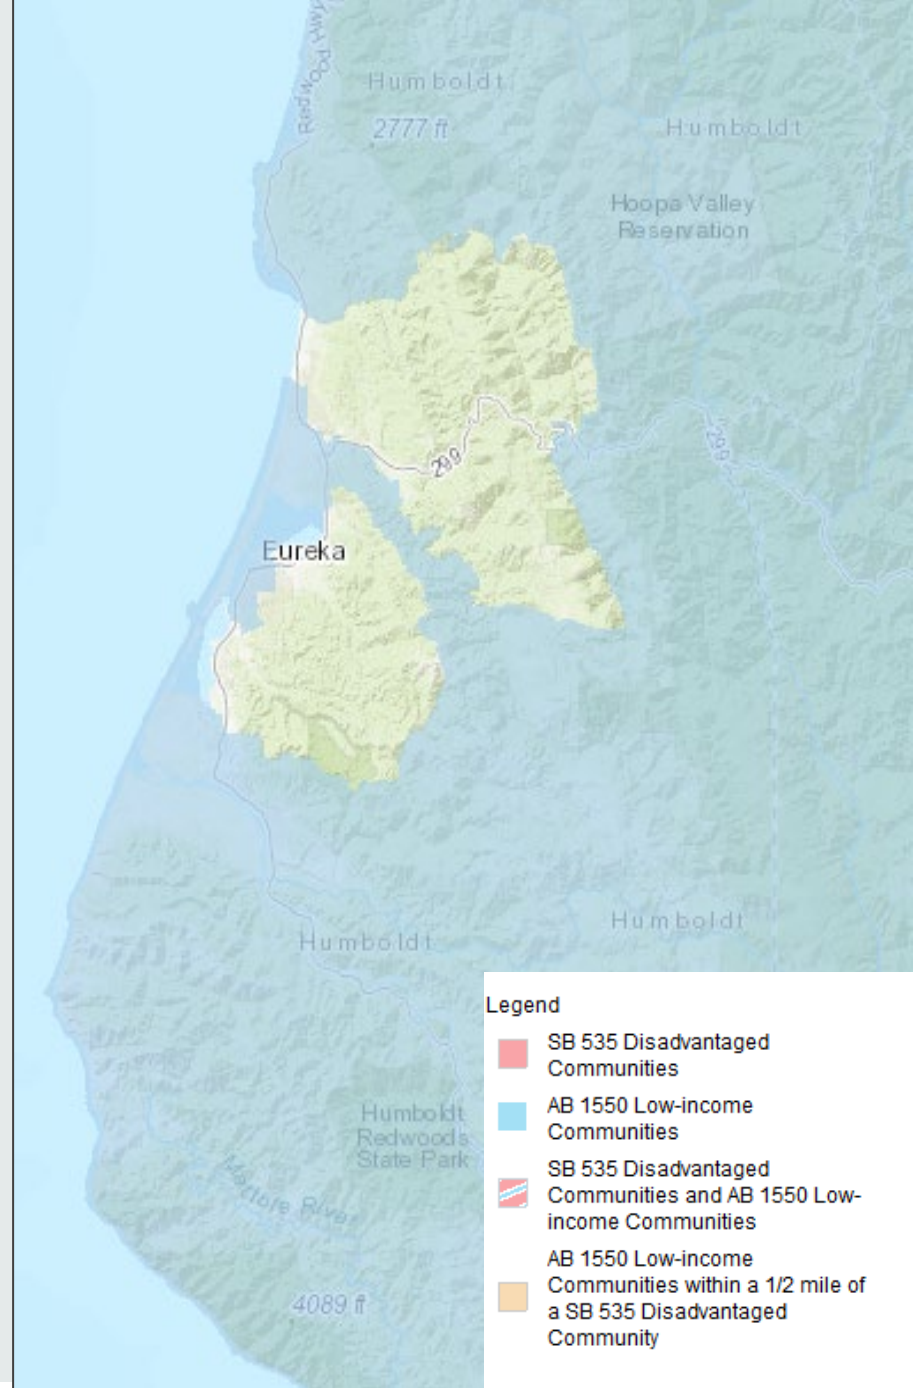 Redwood Hwy
Humboldt
2777 ft
Humboldt
Hoopa Valley
Reservation
299
299
Eureka
Humboldt
Humboldt
Humboldt
Redwoods
State Park
Mattole River
4089 ft
Legend
SB 535 Disadvantaged
Communities
AB 1550 Low-income
Communities
SB 535 Disadvantaged
Communities and AB 1550 Low-
income Communities
AB 1550 Low-income
Communities within a 1/2 mile of
a SB 535 Disadvantaged
Community